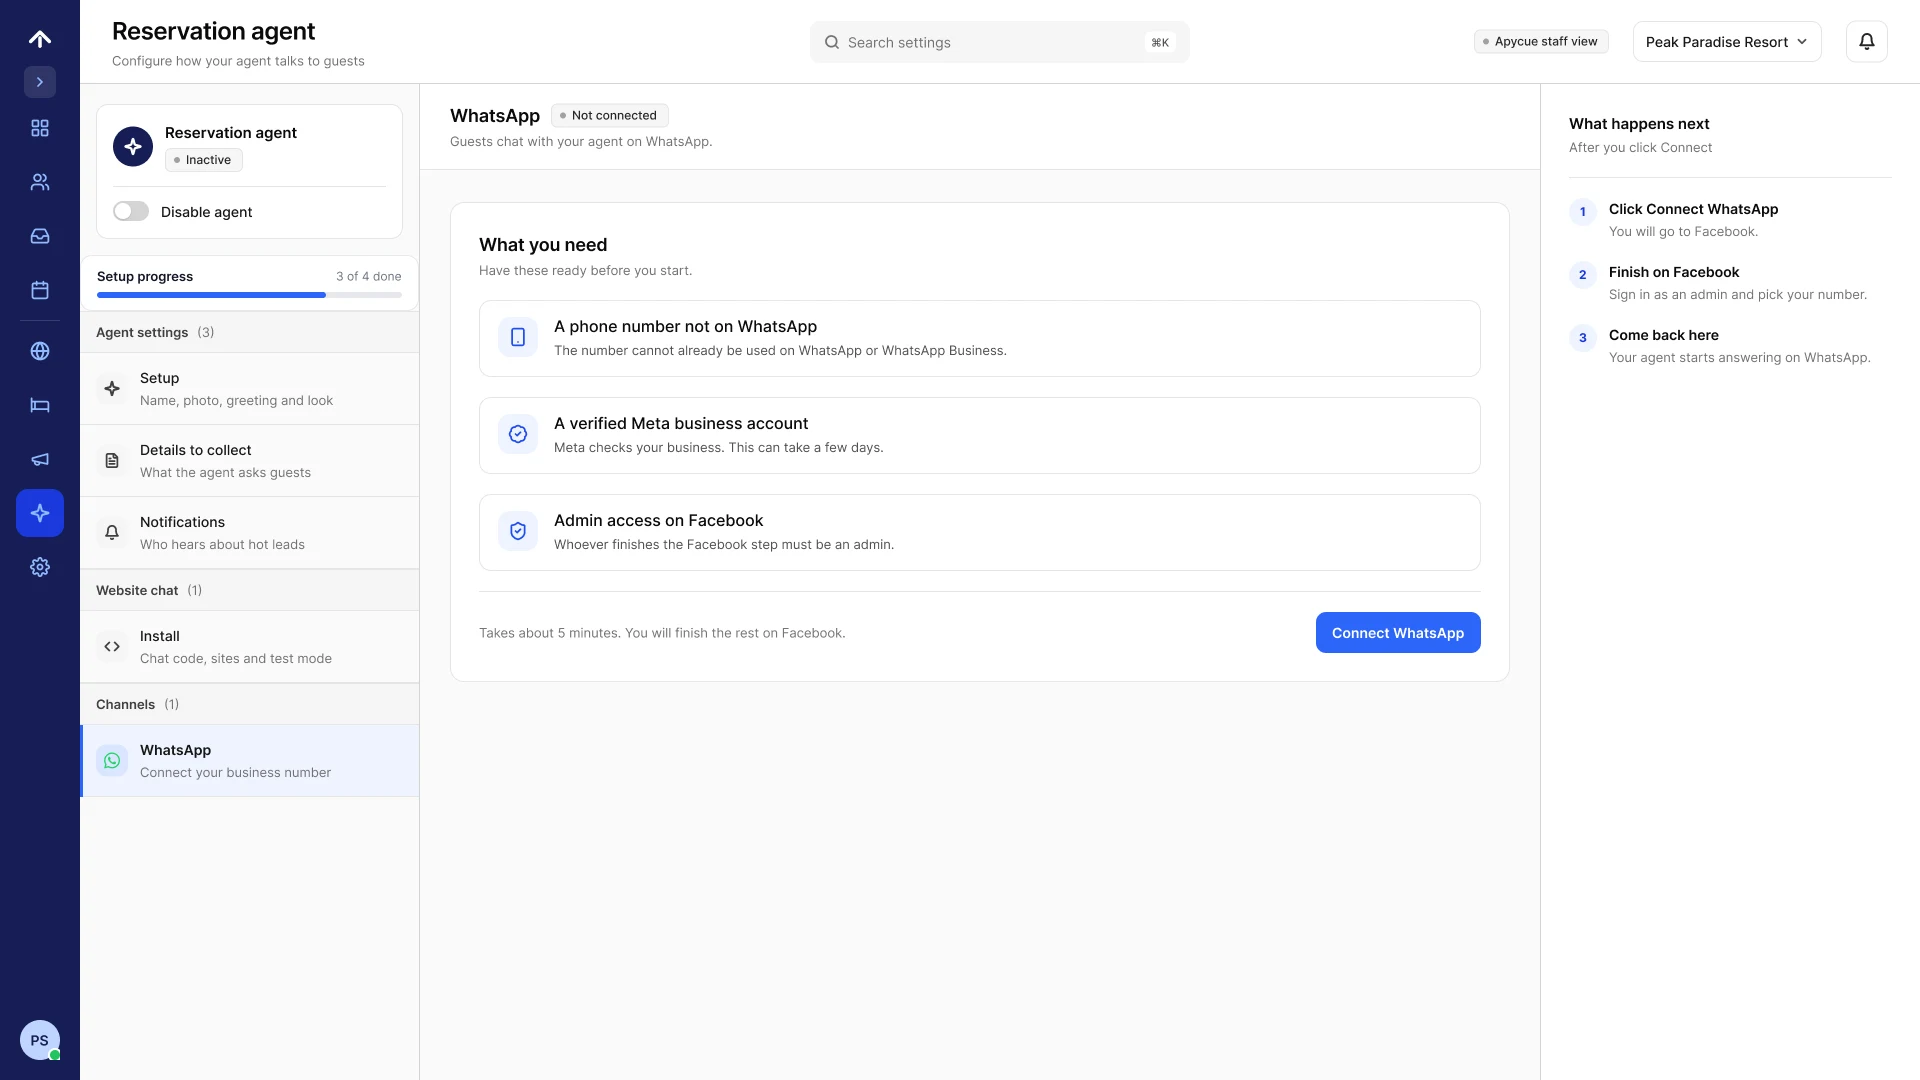 Reservation agent
Configure how your agent talks to guests
Search settings
⌘K
Apycue staff view
Peak Paradise Resort
Reservation agent
Inactive
Disable agent
Setup progress
3 of 4 done
Agent settings (3)
Setup
Name, photo, greeting and look
Details to collect
What the agent asks guests
Notifications
Who hears about hot leads
Website chat (1)
Install
Chat code, sites and test mode
Channels (1)
WhatsApp
Connect your business number
PS
WhatsApp
Not connected
Guests chat with your agent on WhatsApp.
What you need
Have these ready before you start.
A phone number not on WhatsApp
The number cannot already be used on WhatsApp or WhatsApp Business.
A verified Meta business account
Meta checks your business. This can take a few days.
Admin access on Facebook
Whoever finishes the Facebook step must be an admin.
Takes about 5 minutes. You will finish the rest on Facebook.
Connect WhatsApp
What happens next
After you click Connect
1
Click Connect WhatsApp
You will go to Facebook.
2
Finish on Facebook
Sign in as an admin and pick your number.
3
Come back here
Your agent starts answering on WhatsApp.